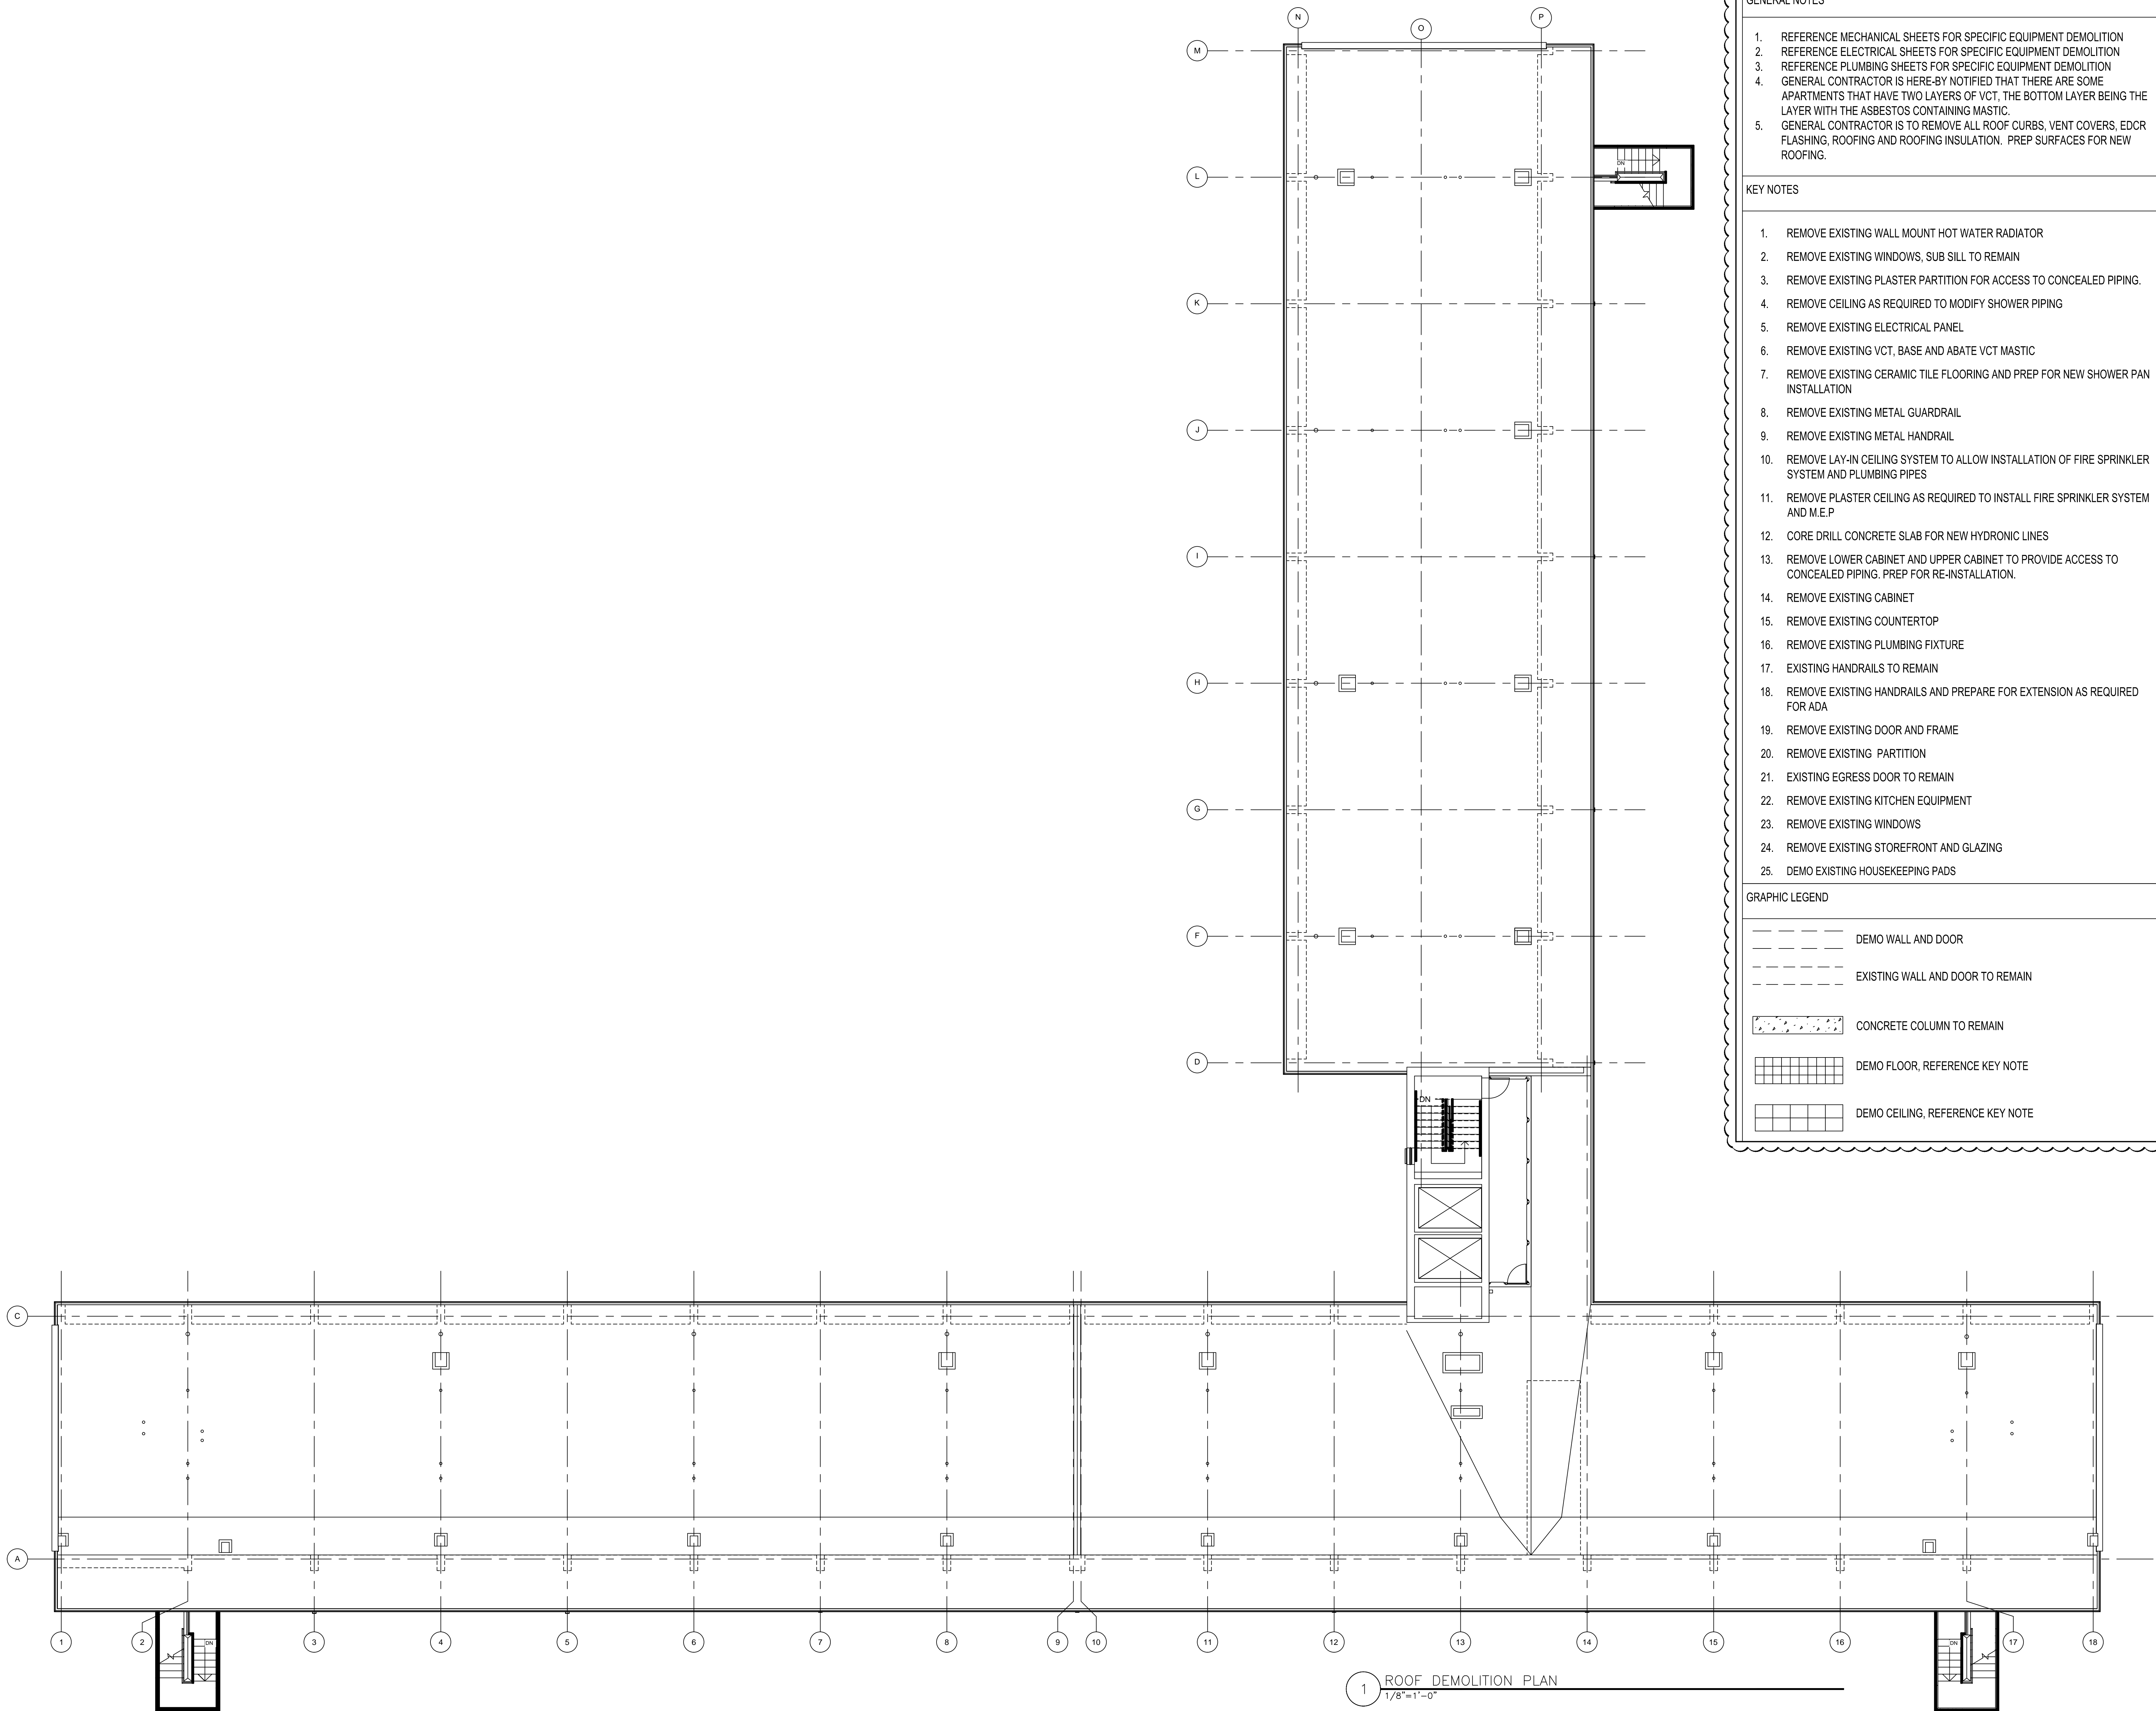 N
O
P
M
L
K
J
I
H
G
F
D
C
A
DN
DN
DN
DN
1
2
3
4
5
6
7
8
9
10
11
12
13
14
15
16
17
18
1
ROOF DEMOLITION PLAN
1/8"=1'-0"
GENERAL NOTES
1. REFERENCE MECHANICAL SHEETS FOR SPECIFIC EQUIPMENT DEMOLITION
2. REFERENCE ELECTRICAL SHEETS FOR SPECIFIC EQUIPMENT DEMOLITION
3. REFERENCE PLUMBING SHEETS FOR SPECIFIC EQUIPMENT DEMOLITION
4. GENERAL CONTRACTOR IS HERE-BY NOTIFIED THAT THERE ARE SOME
APARTMENTS THAT HAVE TWO LAYERS OF VCT, THE BOTTOM LAYER BEING THE
LAYER WITH THE ASBESTOS CONTAINING MASTIC.
5. GENERAL CONTRACTOR IS TO REMOVE ALL ROOF CURBS, VENT COVERS, EDCR
FLASHING, ROOFING AND ROOFING INSULATION. PREP SURFACES FOR NEW
ROOFING.
KEY NOTES
1. REMOVE EXISTING WALL MOUNT HOT WATER RADIATOR
2. REMOVE EXISTING WINDOWS, SUB SILL TO REMAIN
3. REMOVE EXISTING PLASTER PARTITION FOR ACCESS TO CONCEALED PIPING.
4. REMOVE CEILING AS REQUIRED TO MODIFY SHOWER PIPING
5. REMOVE EXISTING ELECTRICAL PANEL
6. REMOVE EXISTING VCT, BASE AND ABATE VCT MASTIC
7. REMOVE EXISTING CERAMIC TILE FLOORING AND PREP FOR NEW SHOWER PAN
INSTALLATION
8. REMOVE EXISTING METAL GUARDRAIL
9. REMOVE EXISTING METAL HANDRAIL
10. REMOVE LAY-IN CEILING SYSTEM TO ALLOW INSTALLATION OF FIRE SPRINKLER
SYSTEM AND PLUMBING PIPES
11. REMOVE PLASTER CEILING AS REQUIRED TO INSTALL FIRE SPRINKLER SYSTEM
AND M.E.P
12. CORE DRILL CONCRETE SLAB FOR NEW HYDRONIC LINES
13. REMOVE LOWER CABINET AND UPPER CABINET TO PROVIDE ACCESS TO
CONCEALED PIPING. PREP FOR RE-INSTALLATION.
14. REMOVE EXISTING CABINET
15. REMOVE EXISTING COUNTERTOP
16. REMOVE EXISTING PLUMBING FIXTURE
17. EXISTING HANDRAILS TO REMAIN
18. REMOVE EXISTING HANDRAILS AND PREPARE FOR EXTENSION AS REQUIRED
FOR ADA
19. REMOVE EXISTING DOOR AND FRAME
20. REMOVE EXISTING PARTITION
21. EXISTING EGRESS DOOR TO REMAIN
22. REMOVE EXISTING KITCHEN EQUIPMENT
23. REMOVE EXISTING WINDOWS
24. REMOVE EXISTING STOREFRONT AND GLAZING
25. DEMO EXISTING HOUSEKEEPING PADS
GRAPHIC LEGEND
DEMO WALL AND DOOR
EXISTING WALL AND DOOR TO REMAIN
CONCRETE COLUMN TO REMAIN
DEMO FLOOR, REFERENCE KEY NOTE
DEMO CEILING, REFERENCE KEY NOTE